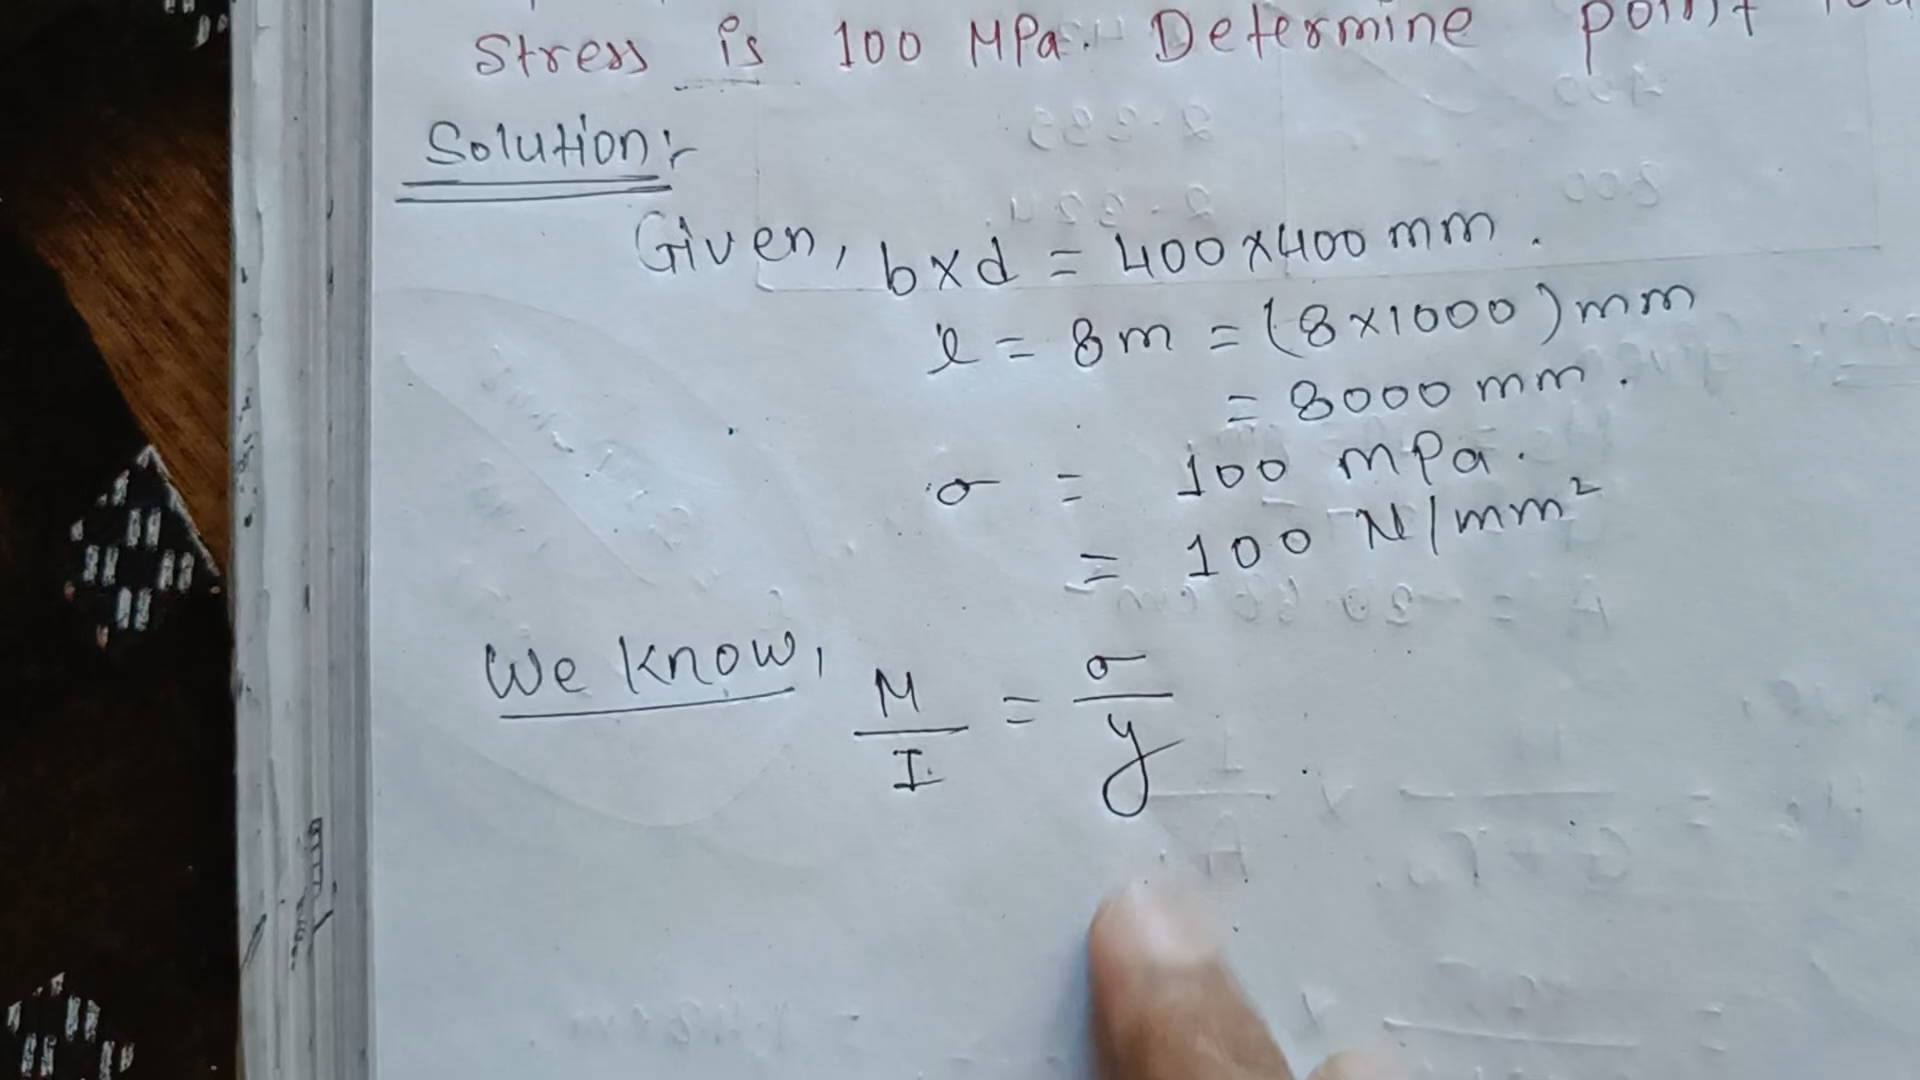 Stress is 100 MPa. Determine point
Solution:-
Given, b×d = 400×400 mm.
l = 8m = (8×1000) mm
= 8000 mm.
σ = 100 mPa.
= 100 N/mm²
We know, M/I = σ/y